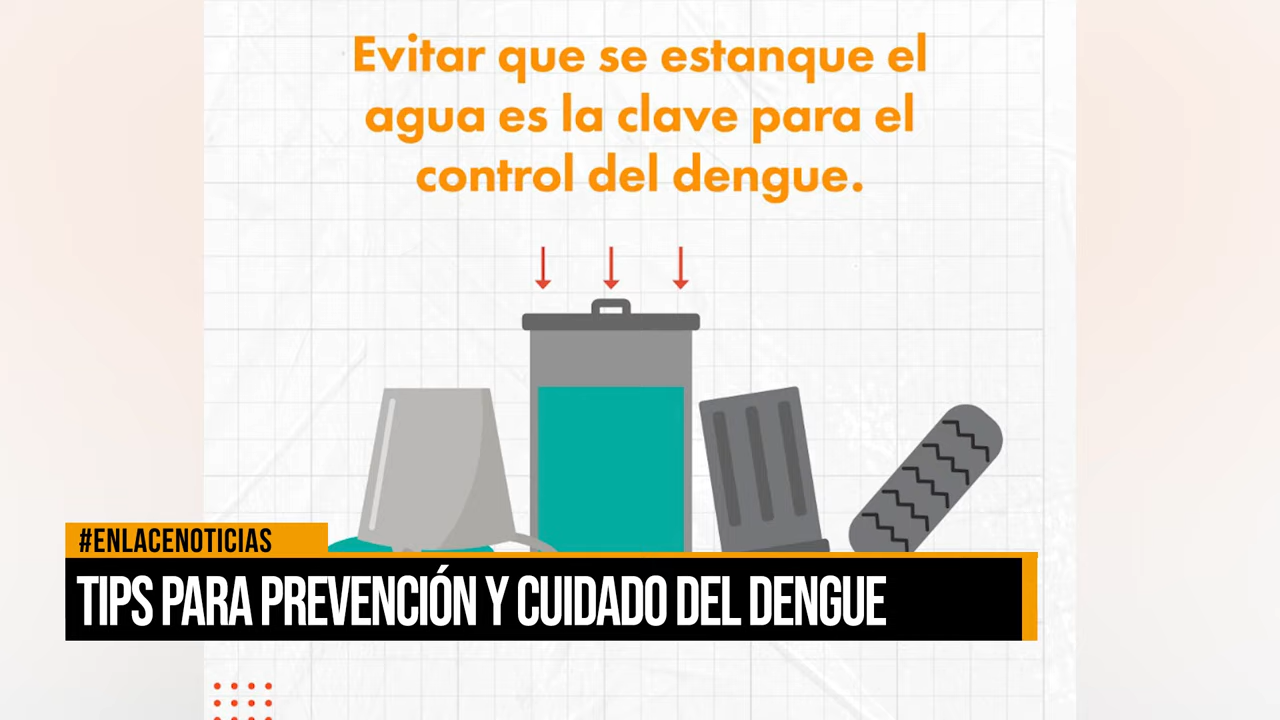 Evitar que se estanque el
agua es la clave para el
control del dengue.
#ENLACENOTICIAS
TIPS PARA PREVENCIÓN Y CUIDADO DEL DENGUE